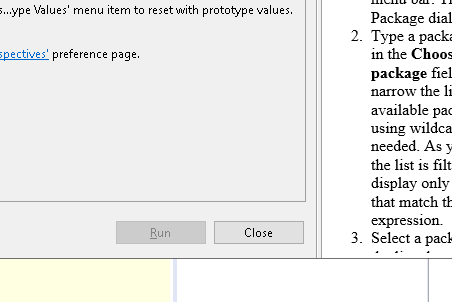 s...ype Values' menu item to reset with prototype values.
spectives' preference page.
Run
Close
menu bar. Th
Package dial
2. Type a packa
in the Choos
package fiel
narrow the li
available pac
using wildca
needed. As y
the list is filt
display only
that match th
expression.
3. Select a pack